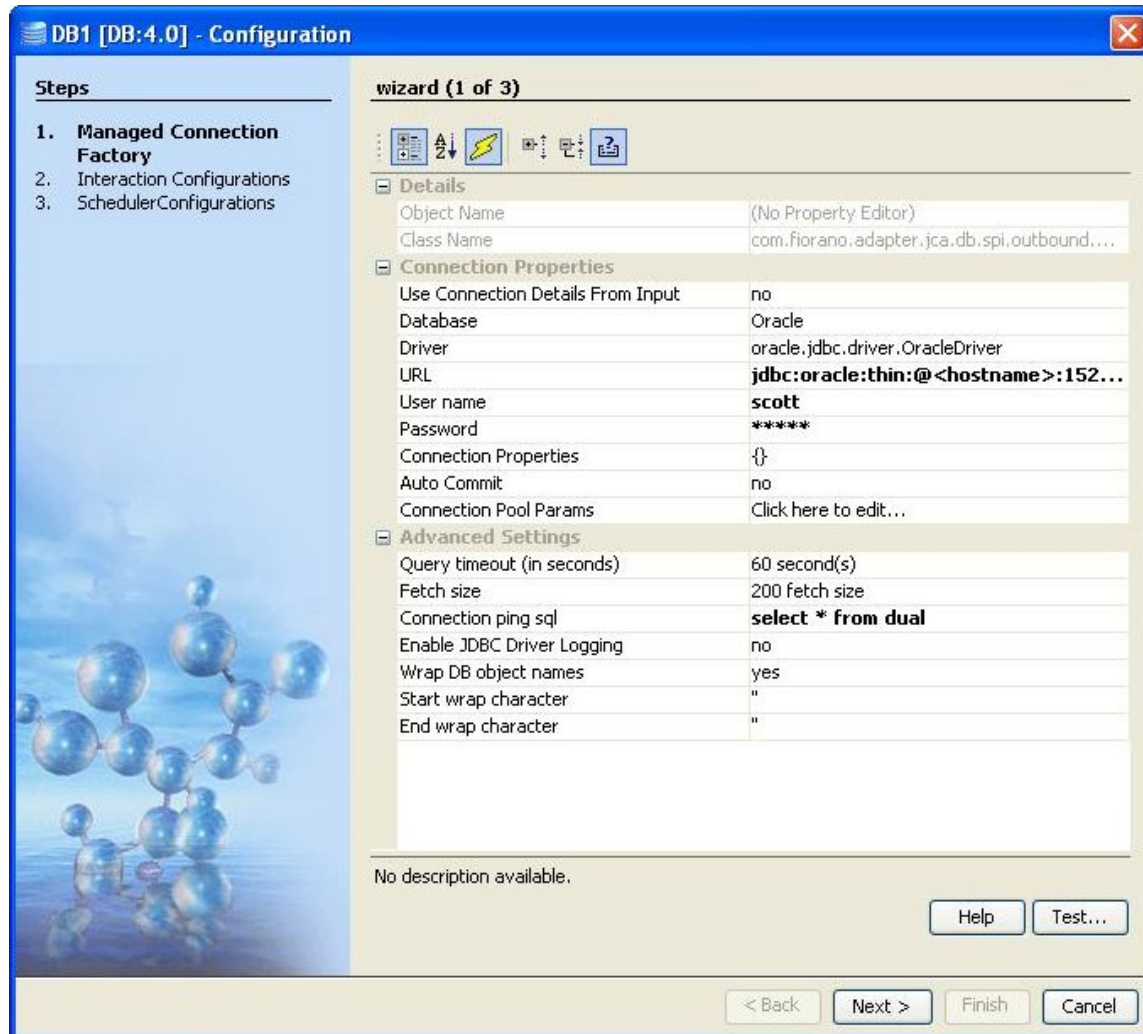 DB1 [DB:4.0] - Configuration
Steps
1. Managed Connection
Factory
2. Interaction Configurations
3. SchedulerConfigurations
wizard (1 of 3)
Details
Object Name (No Property Editor)
Class Name com.fiorano.adapter.jca.db.spi.outbound....
Connection Properties
Use Connection Details From Input no
Database Oracle
Driver oracle.jdbc.driver.OracleDriver
URL jdbc:oracle:thin:@<hostname>:152...
User name scott
Password *****
Connection Properties {}
Auto Commit no
Connection Pool Params Click here to edit...
Advanced Settings
Query timeout (in seconds) 60 second(s)
Fetch size 200 fetch size
Connection ping sql select * from dual
Enable JDBC Driver Logging no
Wrap DB object names yes
Start wrap character "
End wrap character "
No description available.
Help Test...
< Back Next > Finish Cancel